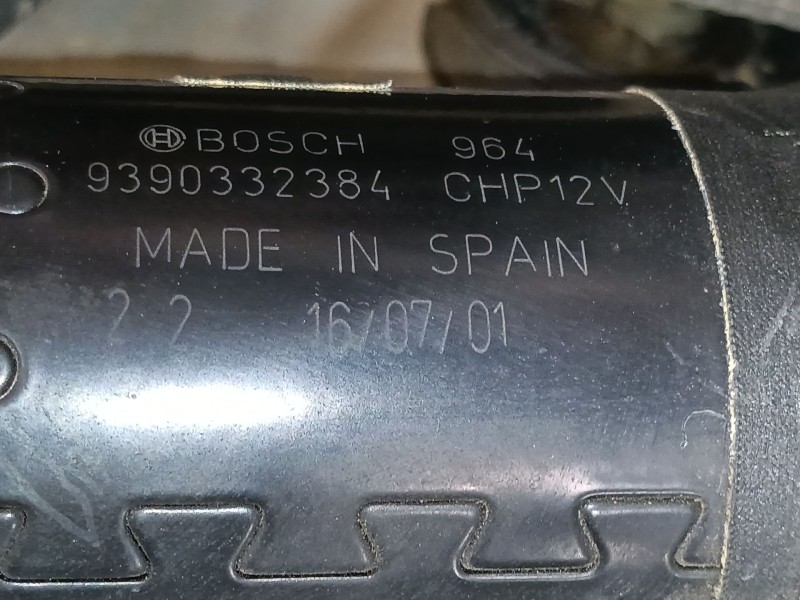 BOSCH 964
9390332384 CHP12V
MADE IN SPAIN
2 2 16/07/01